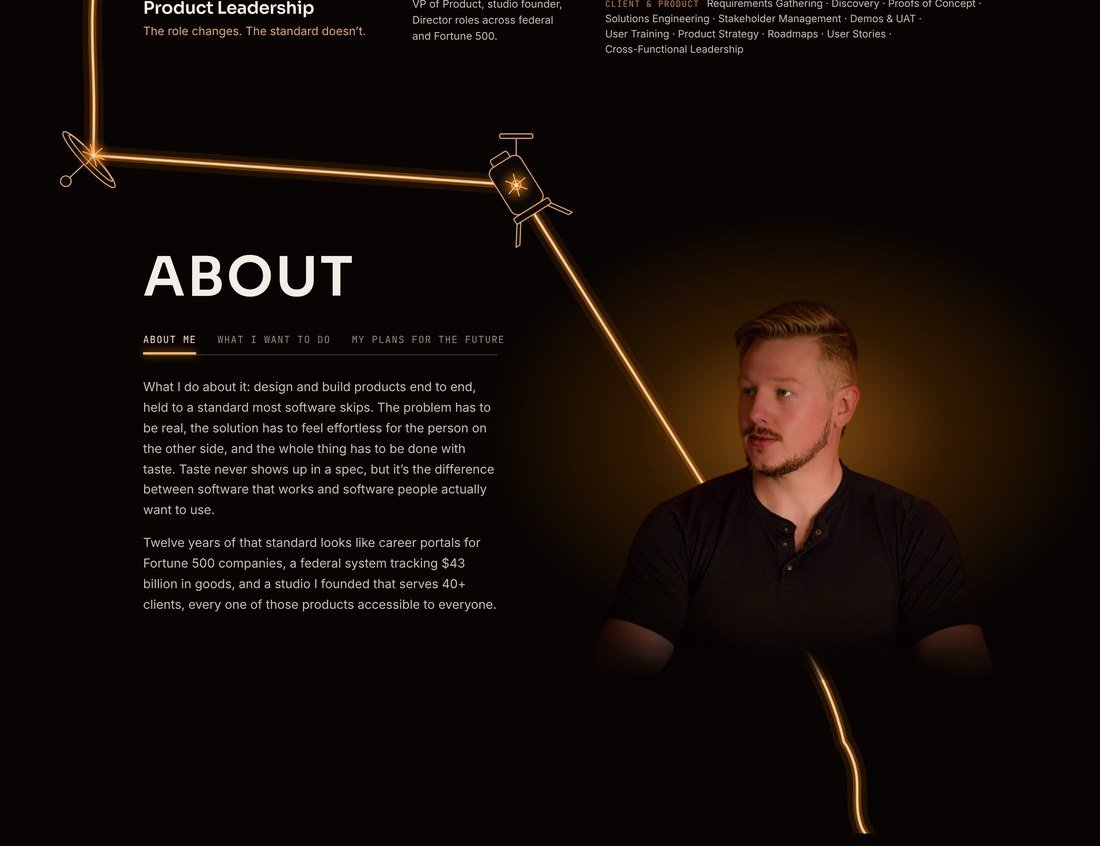 Product Leadership
The role changes. The standard doesn’t.
VP of Product, studio founder,
Director roles across federal
and Fortune 500.
CLIENT & PRODUCT Requirements Gathering · Discovery · Proofs of Concept ·
Solutions Engineering · Stakeholder Management · Demos & UAT ·
User Training · Product Strategy · Roadmaps · User Stories ·
Cross-Functional Leadership
ABOUT
ABOUT ME WHAT I WANT TO DO MY PLANS FOR THE FUTURE
What I do about it: design and build products end to end,
held to a standard most software skips. The problem has to
be real, the solution has to feel effortless for the person on
the other side, and the whole thing has to be done with
taste. Taste never shows up in a spec, but it’s the difference
between software that works and software people actually
want to use.
Twelve years of that standard looks like career portals for
Fortune 500 companies, a federal system tracking $43
billion in goods, and a studio I founded that serves 40+
clients, every one of those products accessible to everyone.